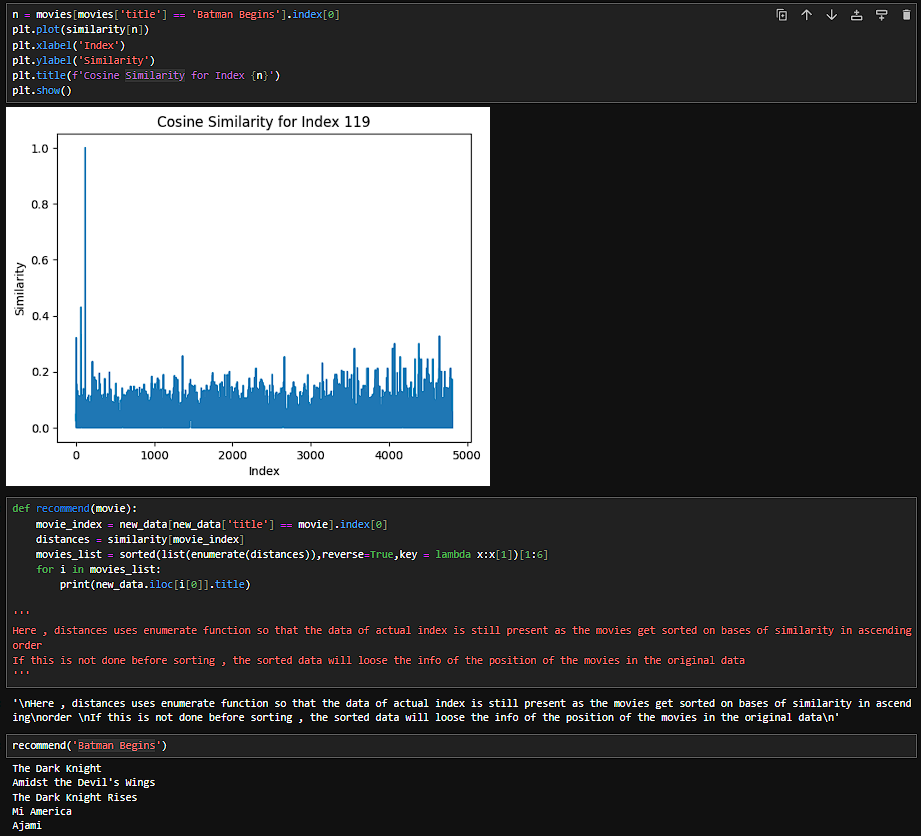 n = movies[movies['title'] == 'Batman Begins'].index[0]
plt.plot(similarity[n])
plt.xlabel('Index')
plt.ylabel('Similarity')
plt.title(f'Cosine Similarity for Index {n}')
plt.show()
Cosine Similarity for Index 119
1.0
0.8
0.6
0.4
0.2
0.0
Similarity
0 1000 2000 3000 4000 5000
Index
def recommend(movie):
    movie_index = new_data[new_data['title'] == movie].index[0]
    distances = similarity[movie_index]
    movies_list = sorted(list(enumerate(distances)),reverse=True,key = lambda x:x[1])[1:6]
    for i in movies_list:
        print(new_data.iloc[i[0]].title)
'''
Here , distances uses enumerate function so that the data of actual index is still present as the movies get sorted on bases of similarity in ascending
order
If this is not done before sorting , the sorted data will loose the info of the position of the movies in the original data
'''
'\nHere , distances uses enumerate function so that the data of actual index is still present as the movies get sorted on bases of similarity in ascend
ing\norder \nIf this is not done before sorting , the sorted data will loose the info of the position of the movies in the original data\n'
recommend('Batman Begins')
The Dark Knight
Amidst the Devil's Wings
The Dark Knight Rises
Mi America
Ajami